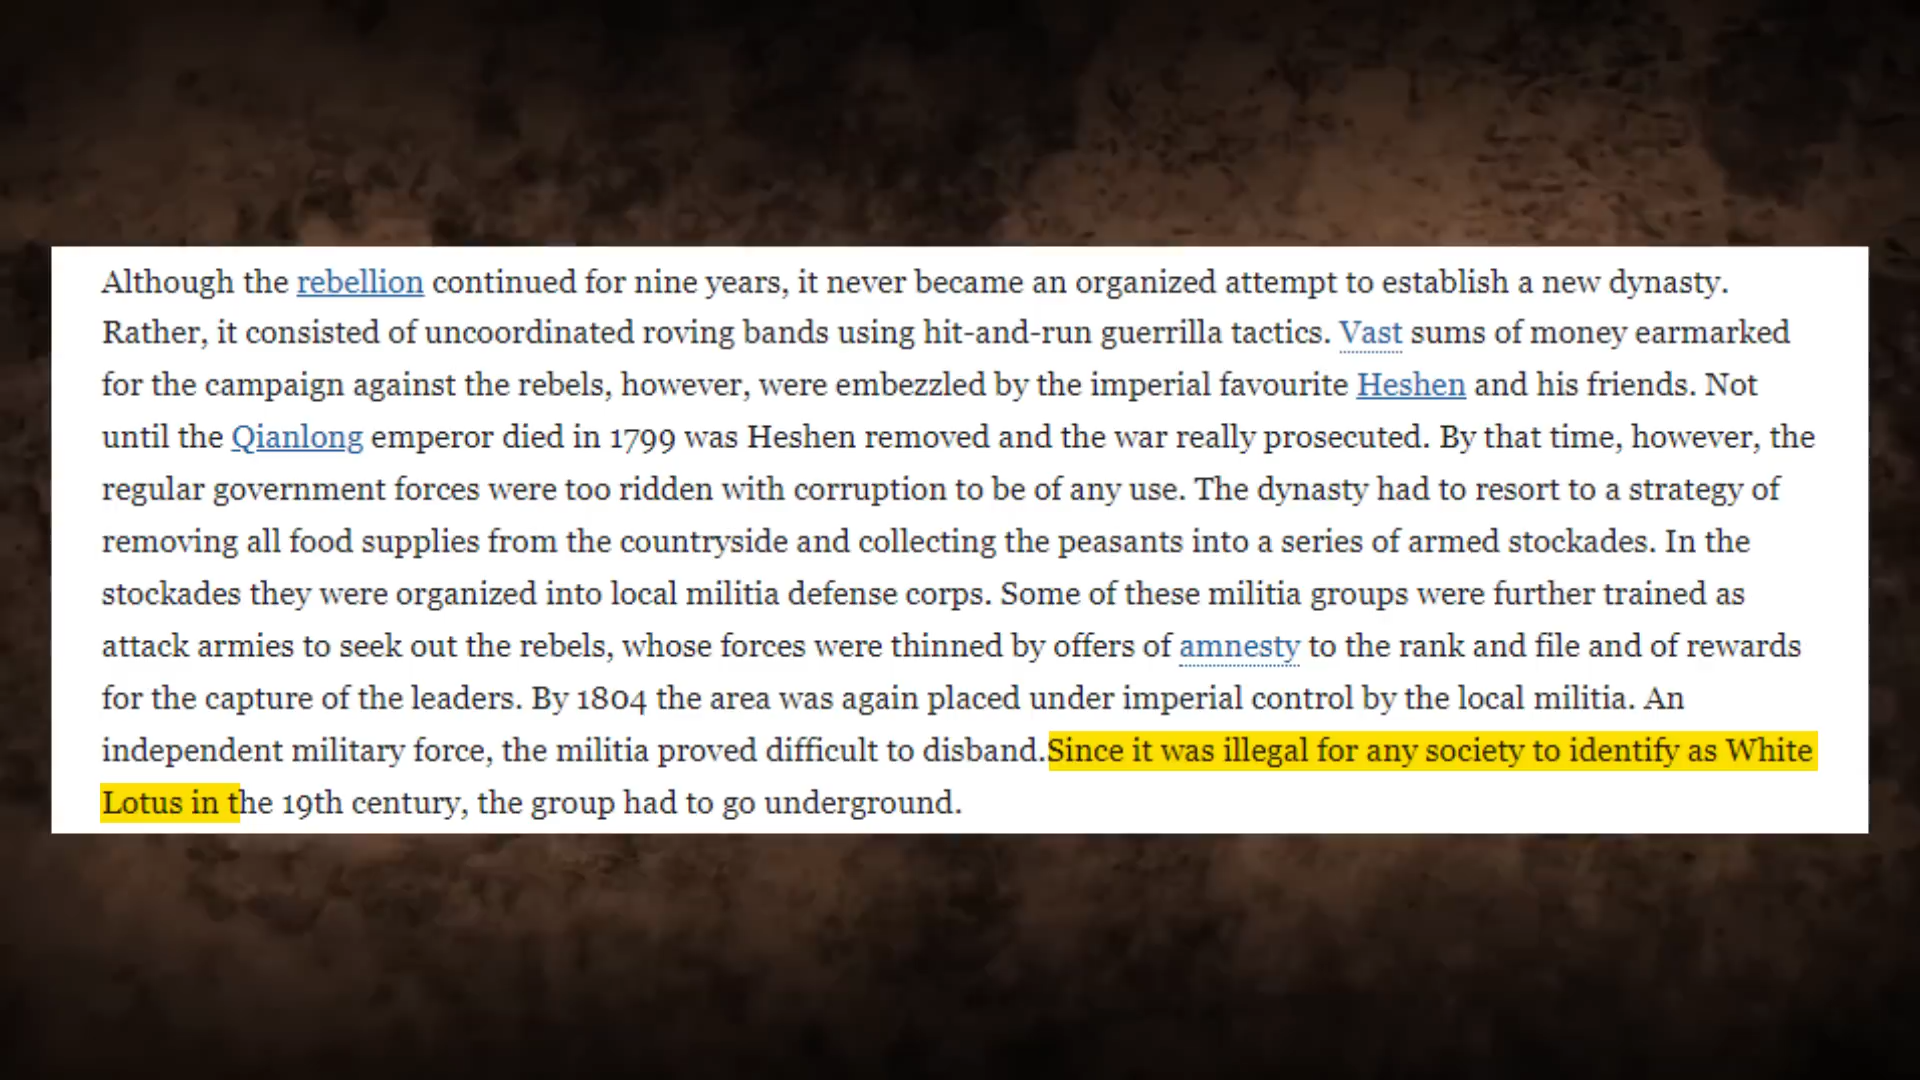 Although the rebellion continued for nine years, it never became an organized attempt to establish a new dynasty.
Rather, it consisted of uncoordinated roving bands using hit-and-run guerrilla tactics. Vast sums of money earmarked
for the campaign against the rebels, however, were embezzled by the imperial favourite Heshen and his friends. Not
until the Qianlong emperor died in 1799 was Heshen removed and the war really prosecuted. By that time, however, the
regular government forces were too ridden with corruption to be of any use. The dynasty had to resort to a strategy of
removing all food supplies from the countryside and collecting the peasants into a series of armed stockades. In the
stockades they were organized into local militia defense corps. Some of these militia groups were further trained as
attack armies to seek out the rebels, whose forces were thinned by offers of amnesty to the rank and file and of rewards
for the capture of the leaders. By 1804 the area was again placed under imperial control by the local militia. An
independent military force, the militia proved difficult to disband.Since it was illegal for any society to identify as White
Lotus in the 19th century, the group had to go underground.